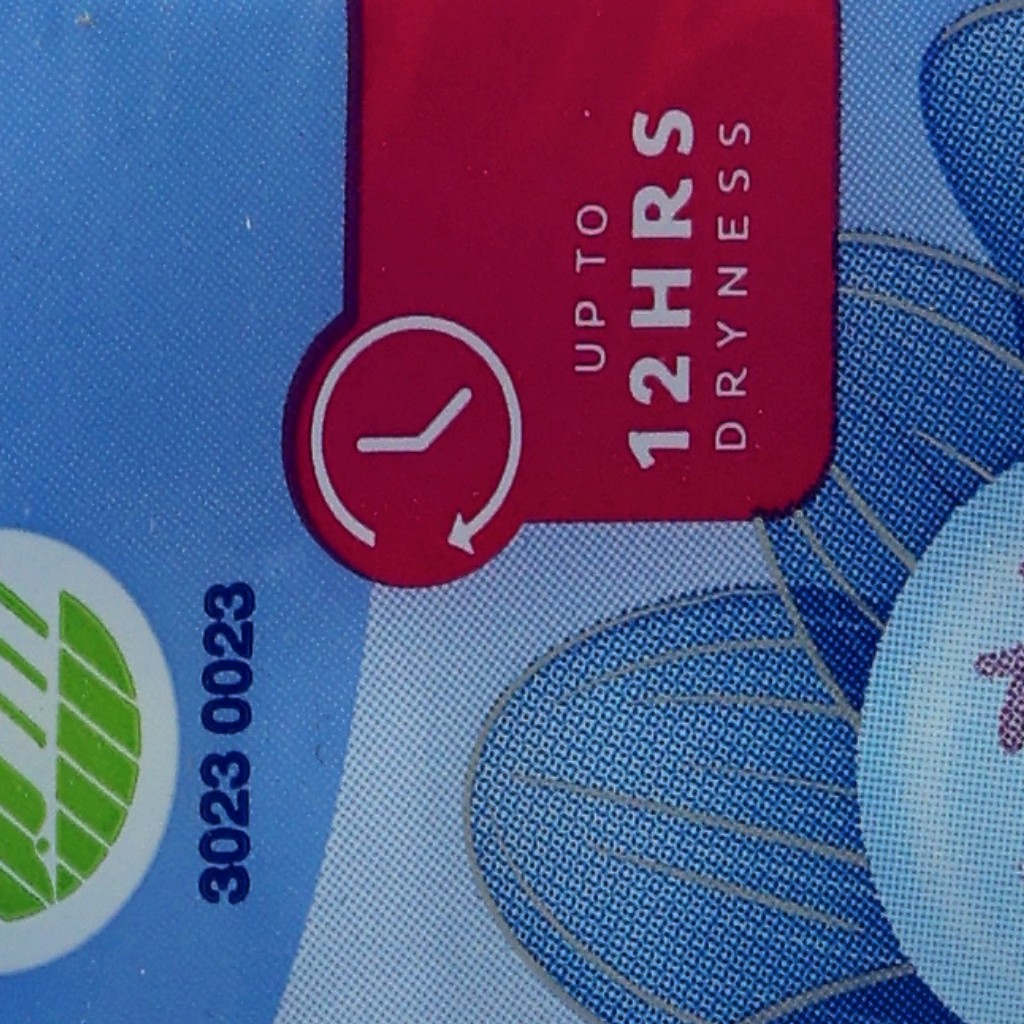 UP TO
12HRS
DRYNESS
3023 0023